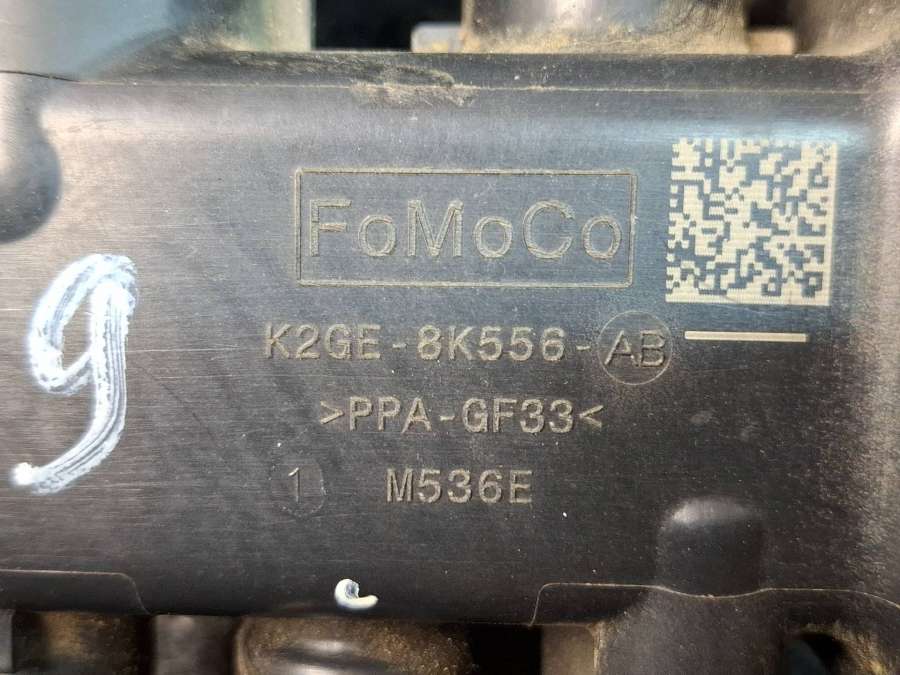 FoMoCo
9
K2GE-8K556-AB
>PPA-GF33<
1 M536E